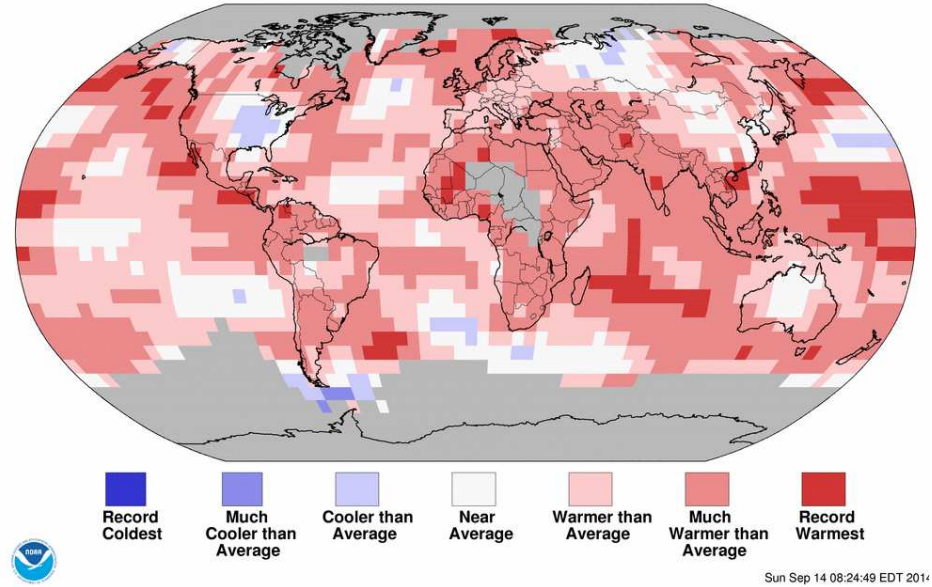 Record
Coldest
Much
Cooler than
Average
Cooler than
Average
Near
Average
Warmer than
Average
Much
Warmer than
Average
Record
Warmest
NOAA
Sun Sep 14 08:24:49 EDT 2014